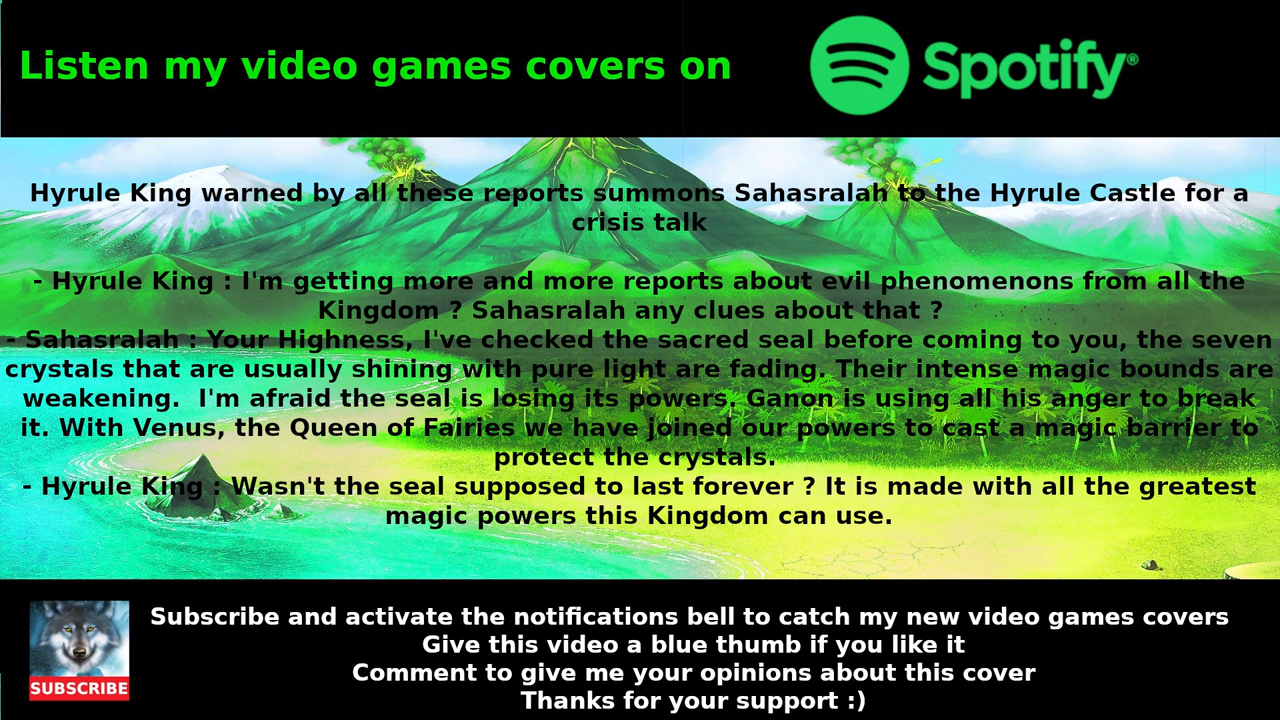 Listen my video games covers on
Spotify®
Hyrule King warned by all these reports summons Sahasralah to the Hyrule Castle for a
crisis talk
- Hyrule King : I'm getting more and more reports about evil phenomenons from all the
Kingdom ? Sahasralah any clues about that ?
- Sahasralah : Your Highness, I've checked the sacred seal before coming to you, the seven
crystals that are usually shining with pure light are fading. Their intense magic bounds are
weakening.  I'm afraid the seal is losing its powers, Ganon is using all his anger to break
it. With Venus, the Queen of Fairies we have joined our powers to cast a magic barrier to
protect the crystals.
- Hyrule King : Wasn't the seal supposed to last forever ? It is made with all the greatest
magic powers this Kingdom can use.
Subscribe and activate the notifications bell to catch my new video games covers
Give this video a blue thumb if you like it
Comment to give me your opinions about this cover
Thanks for your support :)
SUBSCRIBE